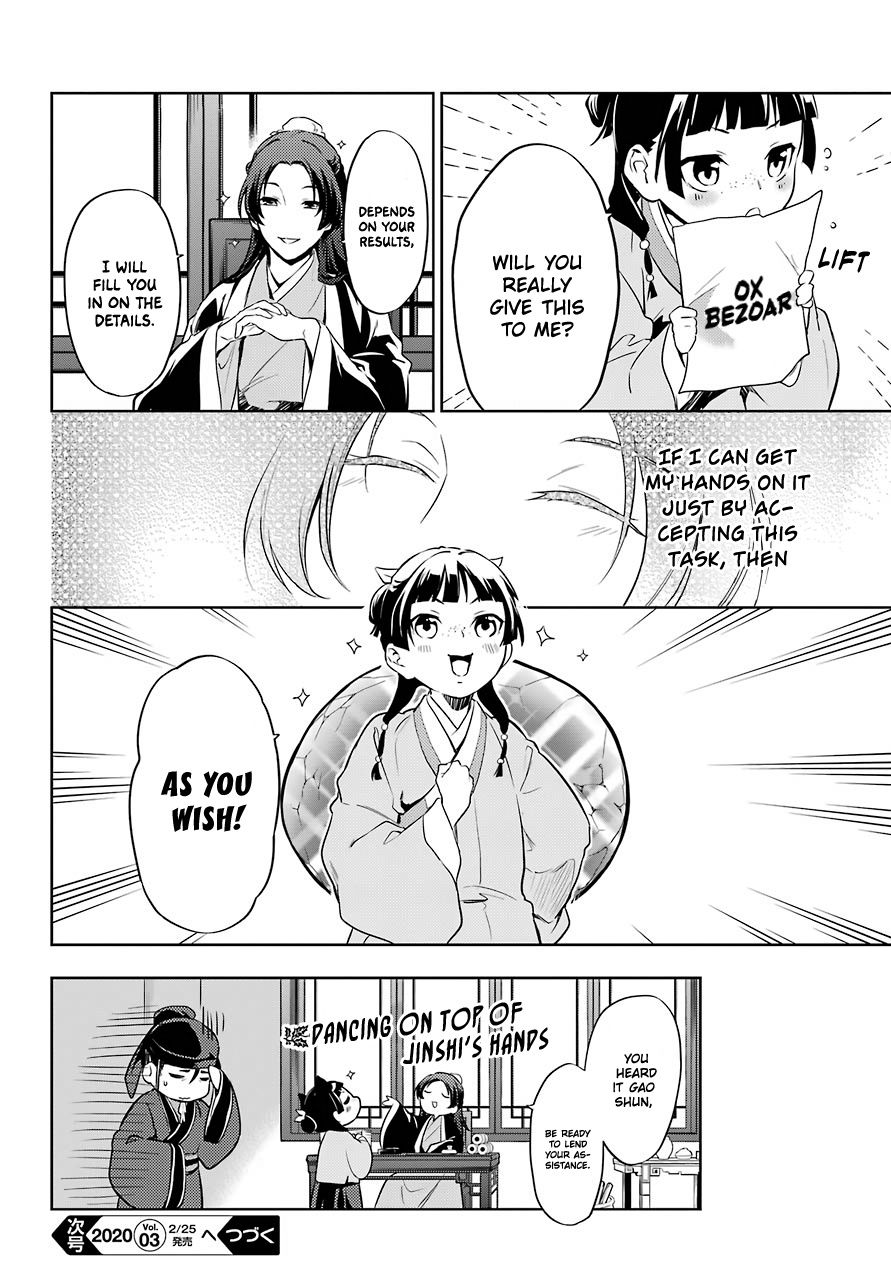 WILL YOU
REALLY
GIVE THIS
TO ME?
OX
BEZOAR
LIFT
DEPENDS
ON YOUR
RESULTS,
I WILL
FILL YOU
IN ON THE
DETAILS.
IF I CAN GET
MY HANDS ON IT
JUST BY AC-
CEPTING THIS
TASK, THEN
AS YOU
WISH!
YOU
HEARD
IT GAO
SHUN,
BE READY
TO LEND
YOUR AS-
SISTANCE.
DANCING ON TOP OF
JINSHI'S HANDS
次号 2020 Vol. 03 2/25 発売 へ つづく